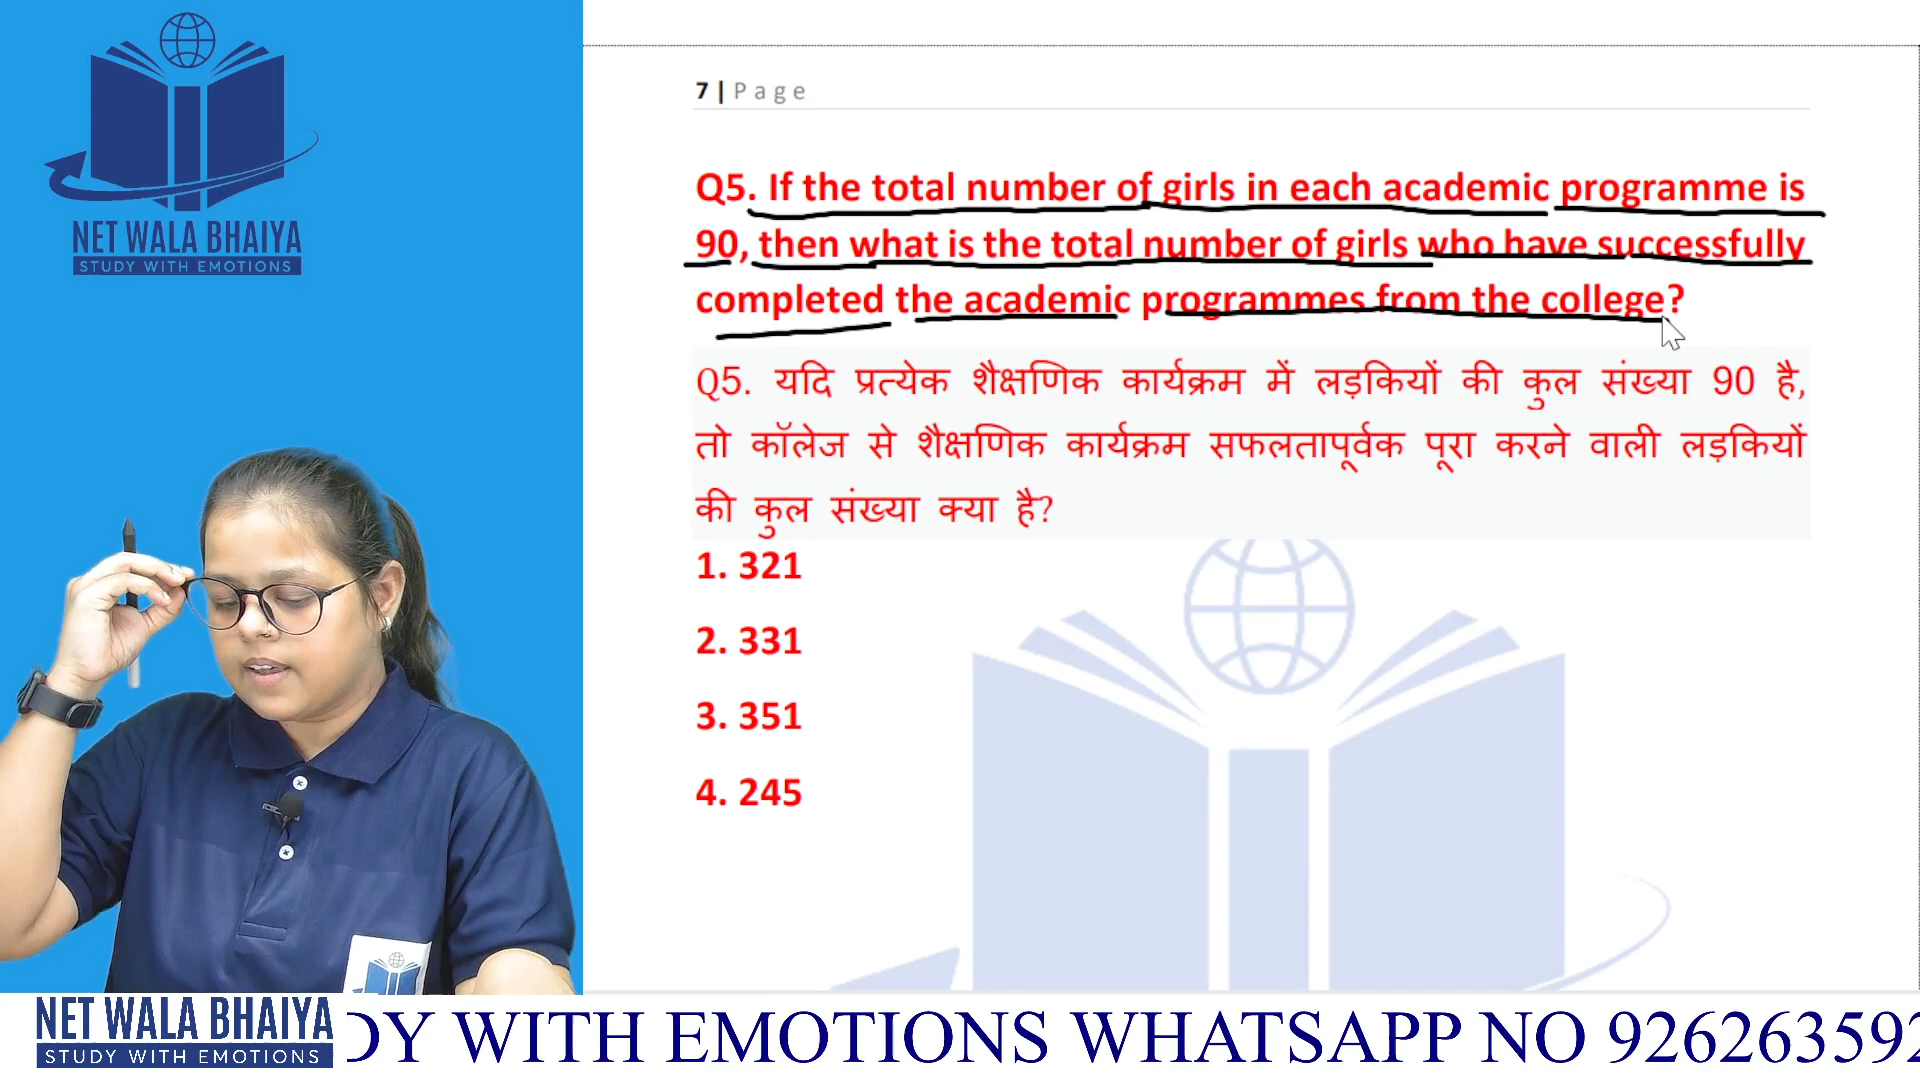 NET WALA BHAIYA
STUDY WITH EMOTIONS
7 | Page
Q5. If the total number of girls in each academic programme is
90, then what is the total number of girls who have successfully
completed the academic programmes from the college?
Q5. यदि प्रत्येक शैक्षणिक कार्यक्रम में लड़कियों की कुल संख्या 90 है,
तो कॉलेज से शैक्षणिक कार्यक्रम सफलतापूर्वक पूरा करने वाली लड़कियों
की कुल संख्या क्या है?
1. 321
2. 331
3. 351
4. 245
NET WALA BHAIYA
STUDY WITH EMOTIONS
DY WITH EMOTIONS WHATSAPP NO 92626359